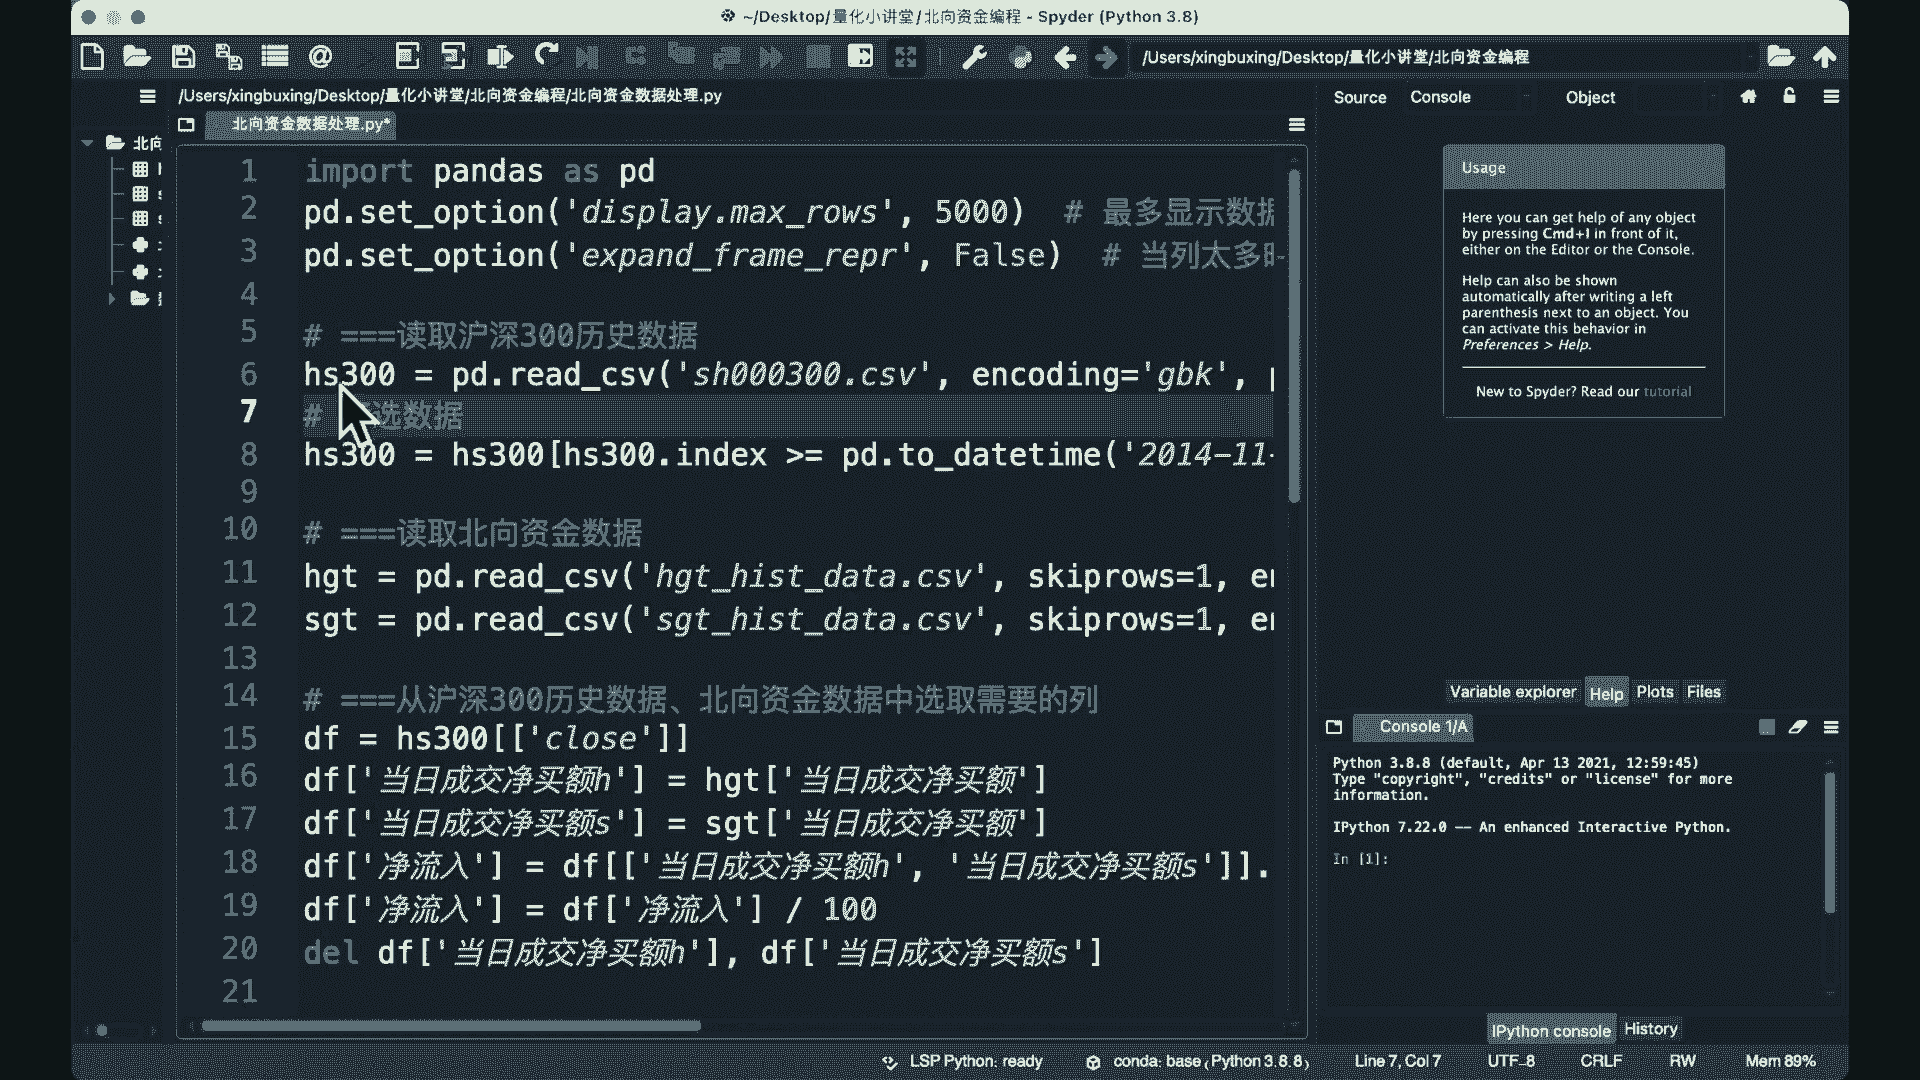 ~/Desktop/量化小讲堂/北向资金编程 - Spyder (Python 3.8)
/Users/xingbuxing/Desktop/量化小讲堂/北向资金编程
/Users/xingbuxing/Desktop/量化小讲堂/北向资金编程/北向资金数据处理.py
Source Console Object
北向资金数据处理.py*
北向
1 import pandas as pd
2 pd.set_option('display.max_rows', 5000) # 最多显示数据
3 pd.set_option('expand_frame_repr', False) # 当列太多时
4
5 # ===读取沪深300历史数据
6 hs300 = pd.read_csv('sh000300.csv', encoding='gbk', p
7 # 选数据
8 hs300 = hs300[hs300.index >= pd.to_datetime('2014-11-
9
10 # ===读取北向资金数据
11 hgt = pd.read_csv('hgt_hist_data.csv', skiprows=1, en
12 sgt = pd.read_csv('sgt_hist_data.csv', skiprows=1, en
13
14 # ===从沪深300历史数据、北向资金数据中选取需要的列
15 df = hs300[['close']]
16 df['当日成交净买额h'] = hgt['当日成交净买额']
17 df['当日成交净买额s'] = sgt['当日成交净买额']
18 df['净流入'] = df[['当日成交净买额h', '当日成交净买额s']].
19 df['净流入'] = df['净流入'] / 100
20 del df['当日成交净买额h'], df['当日成交净买额s']
21
Usage
Here you can get help of any object
by pressing Cmd+I in front of it,
either on the Editor or the Console.
Help can also be shown
automatically after writing a left
parenthesis next to an object. You
can activate this behavior in
Preferences > Help.
New to Spyder? Read our tutorial
Variable explorer Help Plots Files
Console 1/A
Python 3.8.8 (default, Apr 13 2021, 12:59:45)
Type "copyright", "credits" or "license" for more
information.
IPython 7.22.0 -- An enhanced Interactive Python.
In [1]:
IPython console History
LSP Python: ready conda: base (Python 3.8.8) Line 7, Col 7 UTF-8 CRLF RW Mem 89%